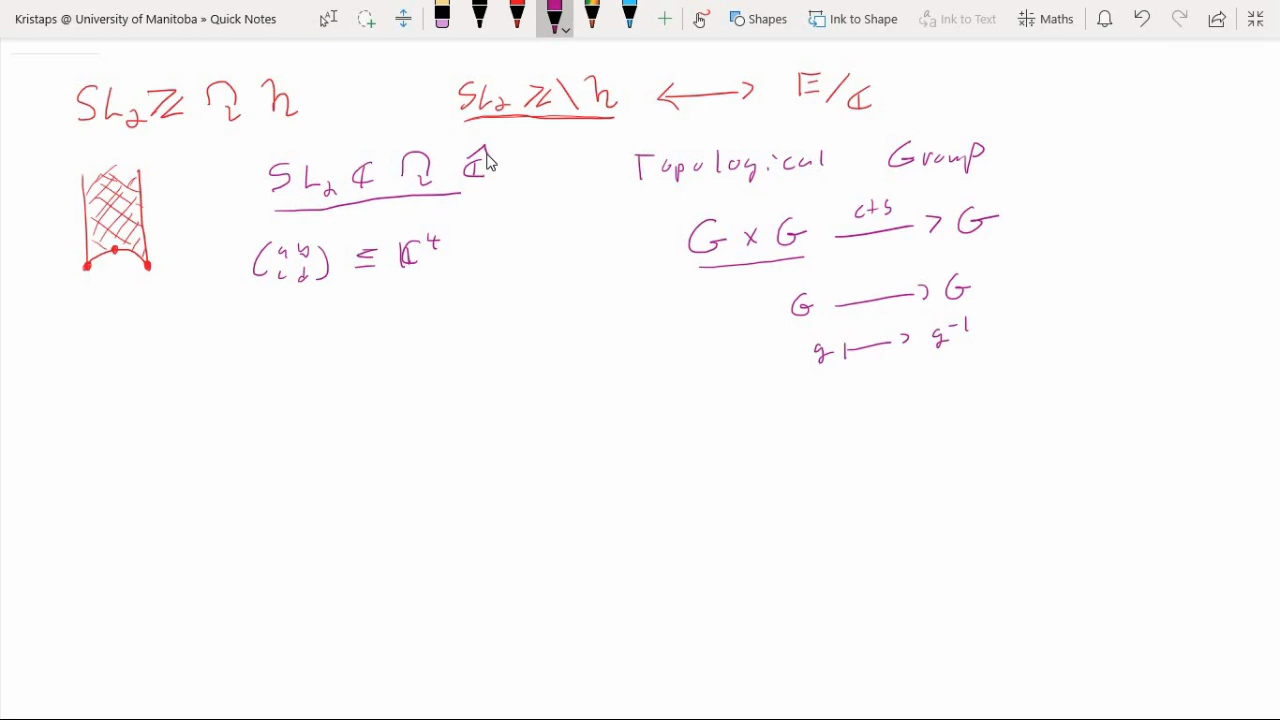 Kristaps @ University of Manitoba » Quick Notes
Shapes
Ink to Shape
Ink to Text
Maths
SL₂ℤ ↻ ℌ
SL₂ℤ\ℌ ⟷ E/ℂ
SL₂ℂ ↻ ℂ̂
(a b
c d) ≤ ℂ⁴
Topological Group
G × G —cts→ G
G ⟶ G
g ⟼ g⁻¹